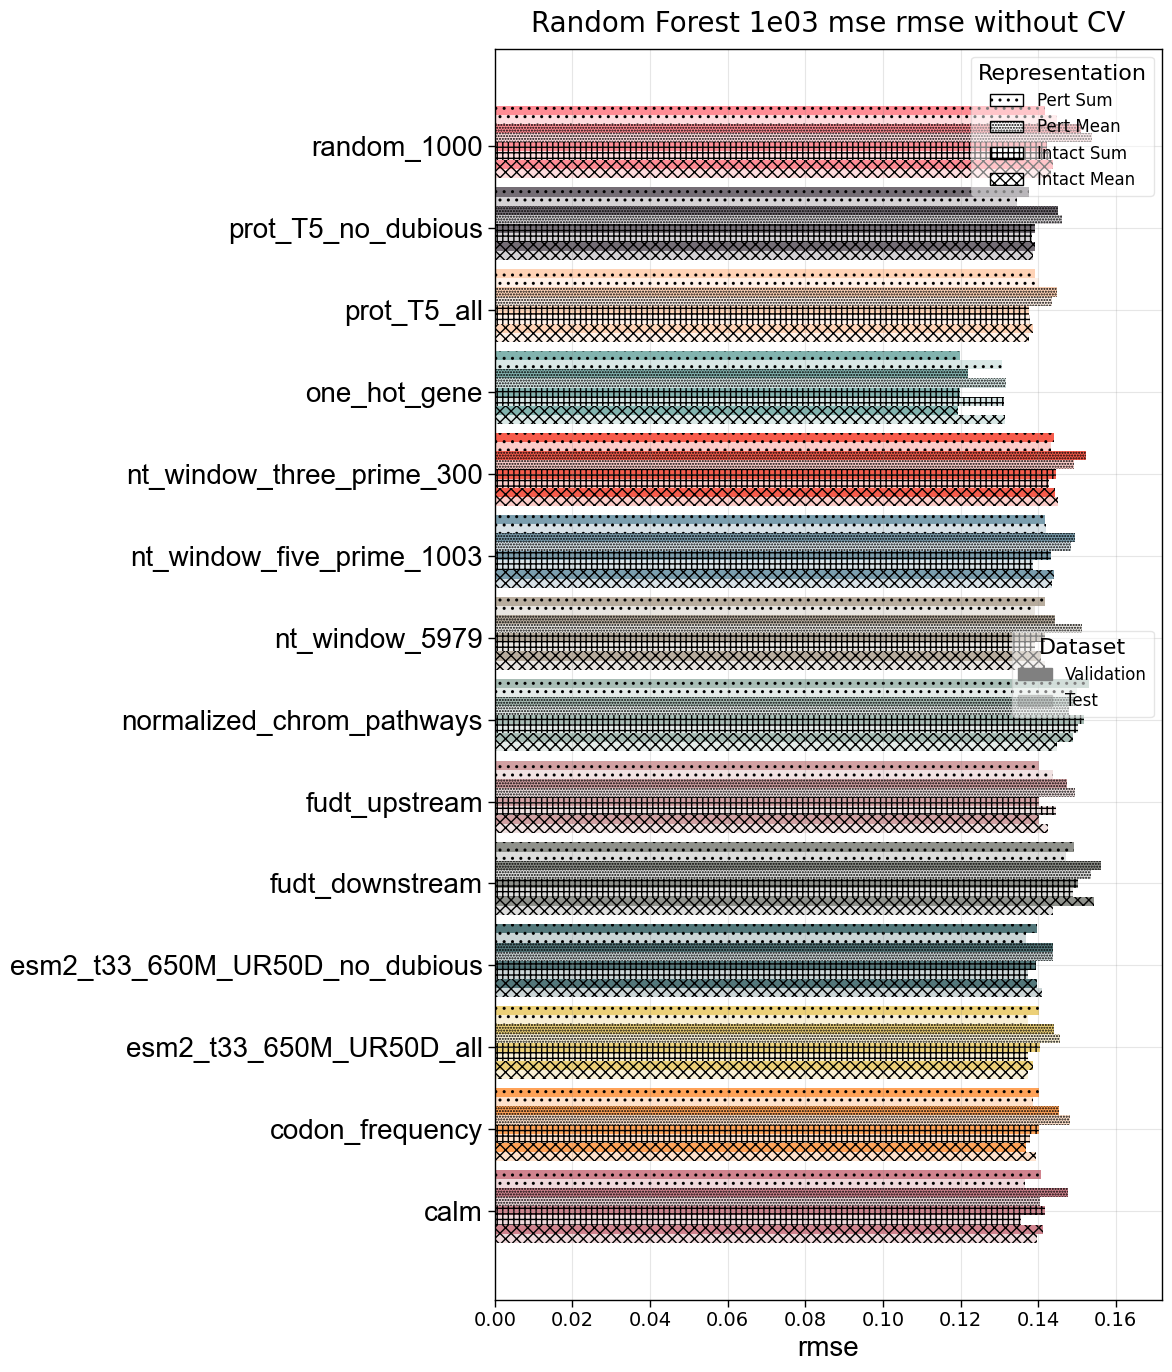 Random Forest 1e03 mse rmse without CV
Representation
Pert Sum
Pert Mean
Intact Sum
Intact Mean
random_1000
prot_T5_no_dubious
prot_T5_all
one_hot_gene
nt_window_three_prime_300
nt_window_five_prime_1003
nt_window_5979
Dataset
Validation
Test
normalized_chrom_pathways
fudt_upstream
fudt_downstream
esm2_t33_650M_UR50D_no_dubious
esm2_t33_650M_UR50D_all
codon_frequency
calm
0.00 0.02 0.04 0.06 0.08 0.10 0.12 0.14 0.16
rmse